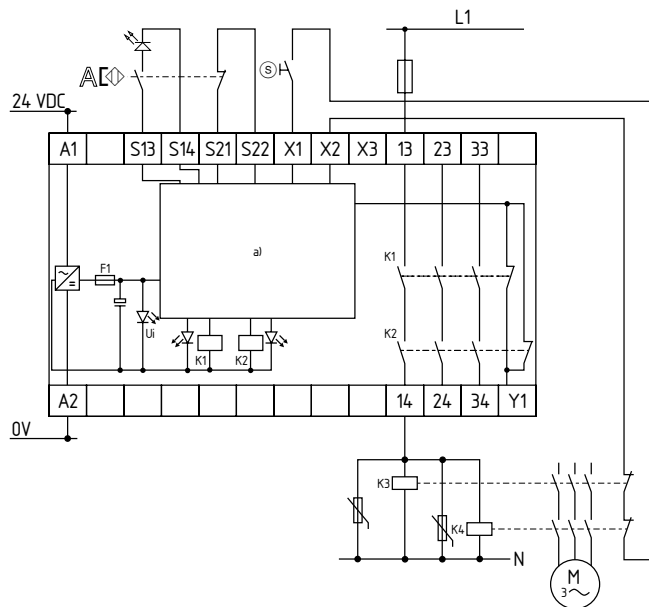 L1
S
A
24 VDC
A1 S13 S14 S21 S22 X1 X2 X3 13 23 33
a)
K1
F1
Ui
K1 K2
K2
A2 14 24 34 Y1
0V
K3
K4
N
M
3~